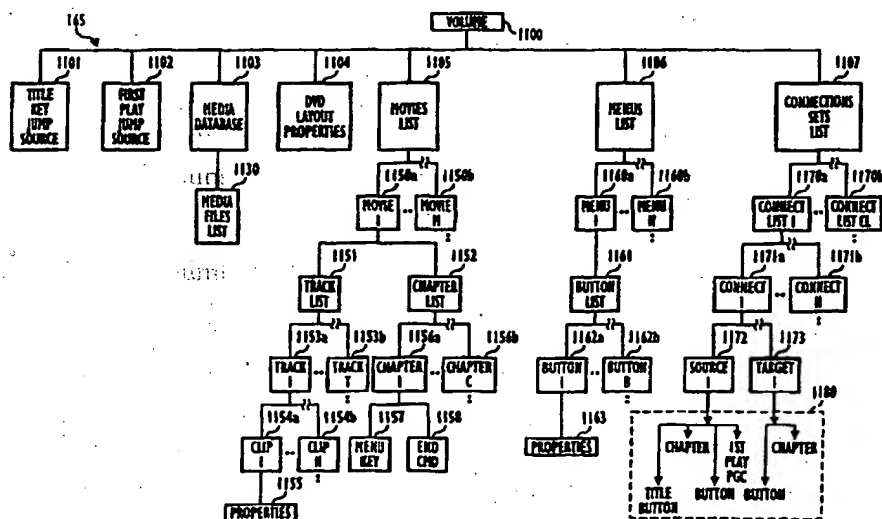 165
VOLUME
1100
1101
1102
1103
1104
1105
1106
1107
TITLE KEY JUMP SOURCE
FIRST PLAY JUMP SOURCE
MEDIA DATABASE
DVD LAYOUT PROPERTIES
MOVIES LIST
MENUS LIST
CONNECTIONS SETS LIST
1130
MEDIA FILES LIST
1150a
1150b
MOVIE 1
MOVIE M
1160a
1160b
MENU 1
MENU N
1170a
1170b
CONNECT LIST 1
CONNECT LIST CL
1151
TRACK LIST
1152
CHAPTER LIST
1161
BUTTON LIST
1171a
1171b
CONNECT 1
CONNECT N
1153a
1153b
TRACK 1
TRACK T
1156a
1156b
CHAPTER 1
CHAPTER C
1162a
1162b
BUTTON 1
BUTTON B
1172
1173
SOURCE 1
TARGET 1
1180
1154a
1154b
CLIP 1
CLIP N
1157
MENU KEY
1158
END CMD
1163
PROPERTIES
1155
PROPERTIES
CHAPTER
1ST PLAY PGC
CHAPTER
TITLE BUTTON
BUTTON
BUTTON